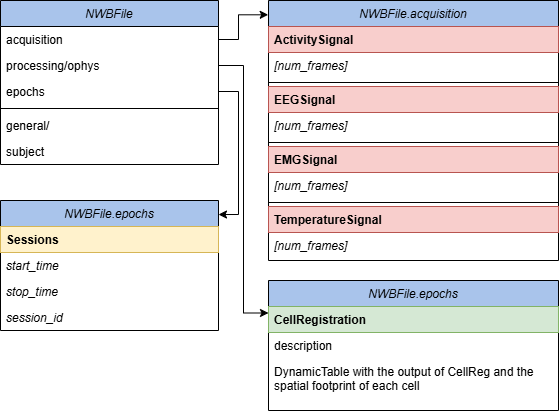 NWBFile
acquisition
processing/ophys
epochs
general/
subject
NWBFile.epochs
Sessions
start_time
stop_time
session_id
NWBFile.acquisition
ActivitySignal
[num_frames]
EEGSignal
[num_frames]
EMGSignal
[num_frames]
TemperatureSignal
[num_frames]
NWBFile.epochs
CellRegistration
description
DynamicTable with the output of CellReg and the
spatial footprint of each cell